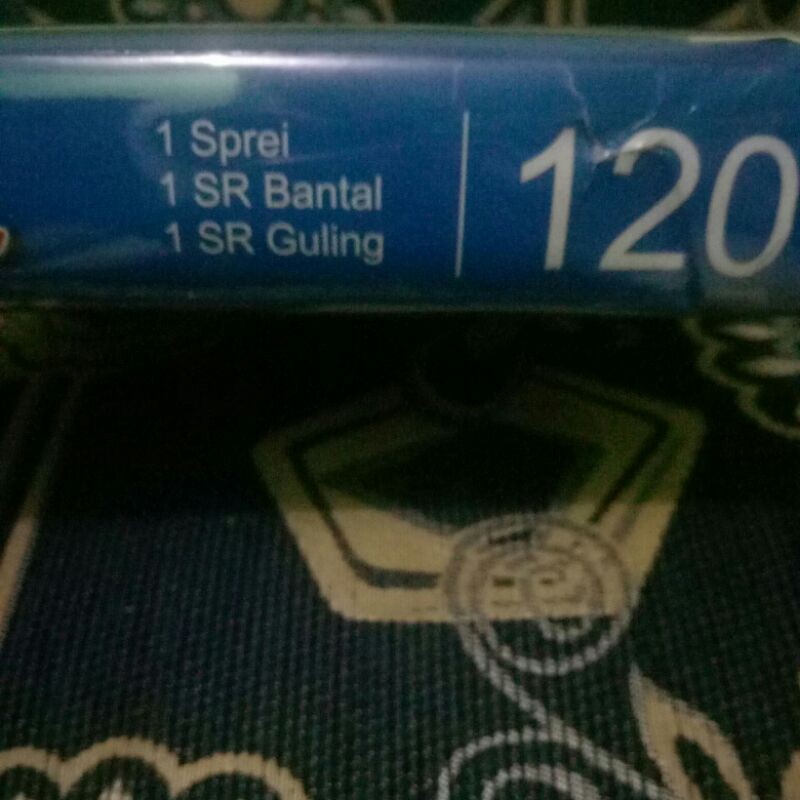 1 Sprei
1 SR Bantal
1 SR Guling
120